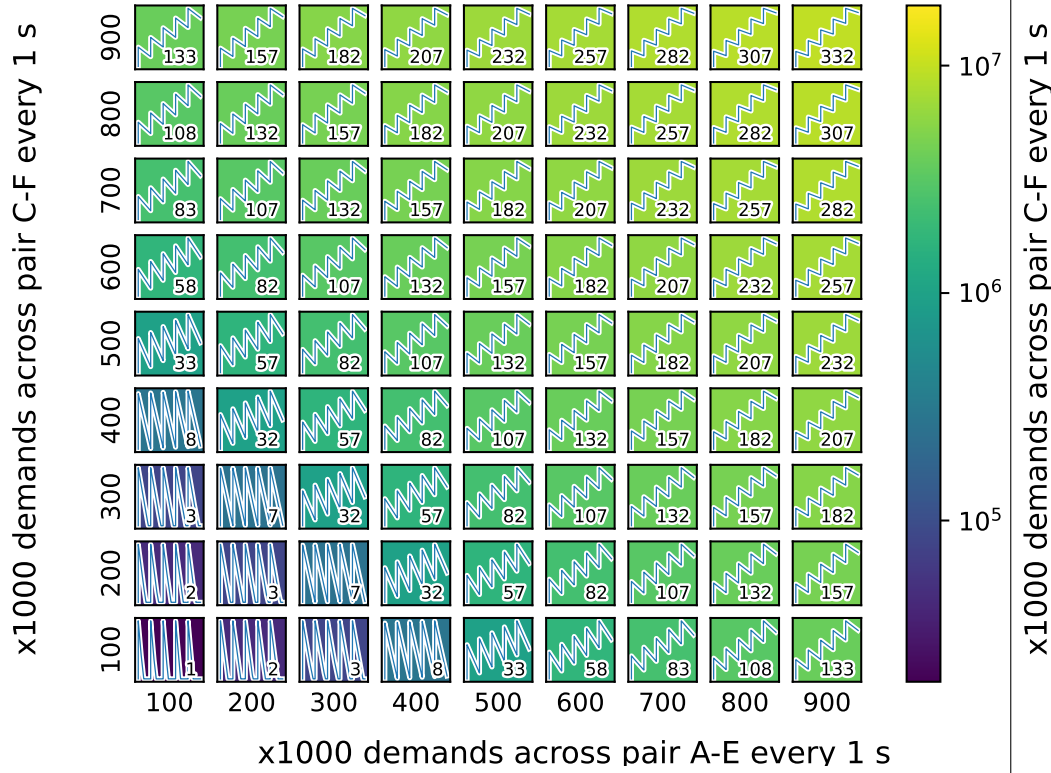 x1000 demands across pair C-F every 1 s
900 133 157 182 207 232 257 282 307 332
800 108 132 157 182 207 232 257 282 307
700 83 107 132 157 182 207 232 257 282
600 58 82 107 132 157 182 207 232 257
500 33 57 82 107 132 157 182 207 232
400 8 32 57 82 107 132 157 182 207
300 3 7 32 57 82 107 132 157 182
200 2 3 7 32 57 82 107 132 157
100 1 2 3 8 33 58 83 108 133
100 200 300 400 500 600 700 800 900
x1000 demands across pair A-E every 1 s
10⁷
10⁶
10⁵
x1000 demands across pair C-F every 1 s